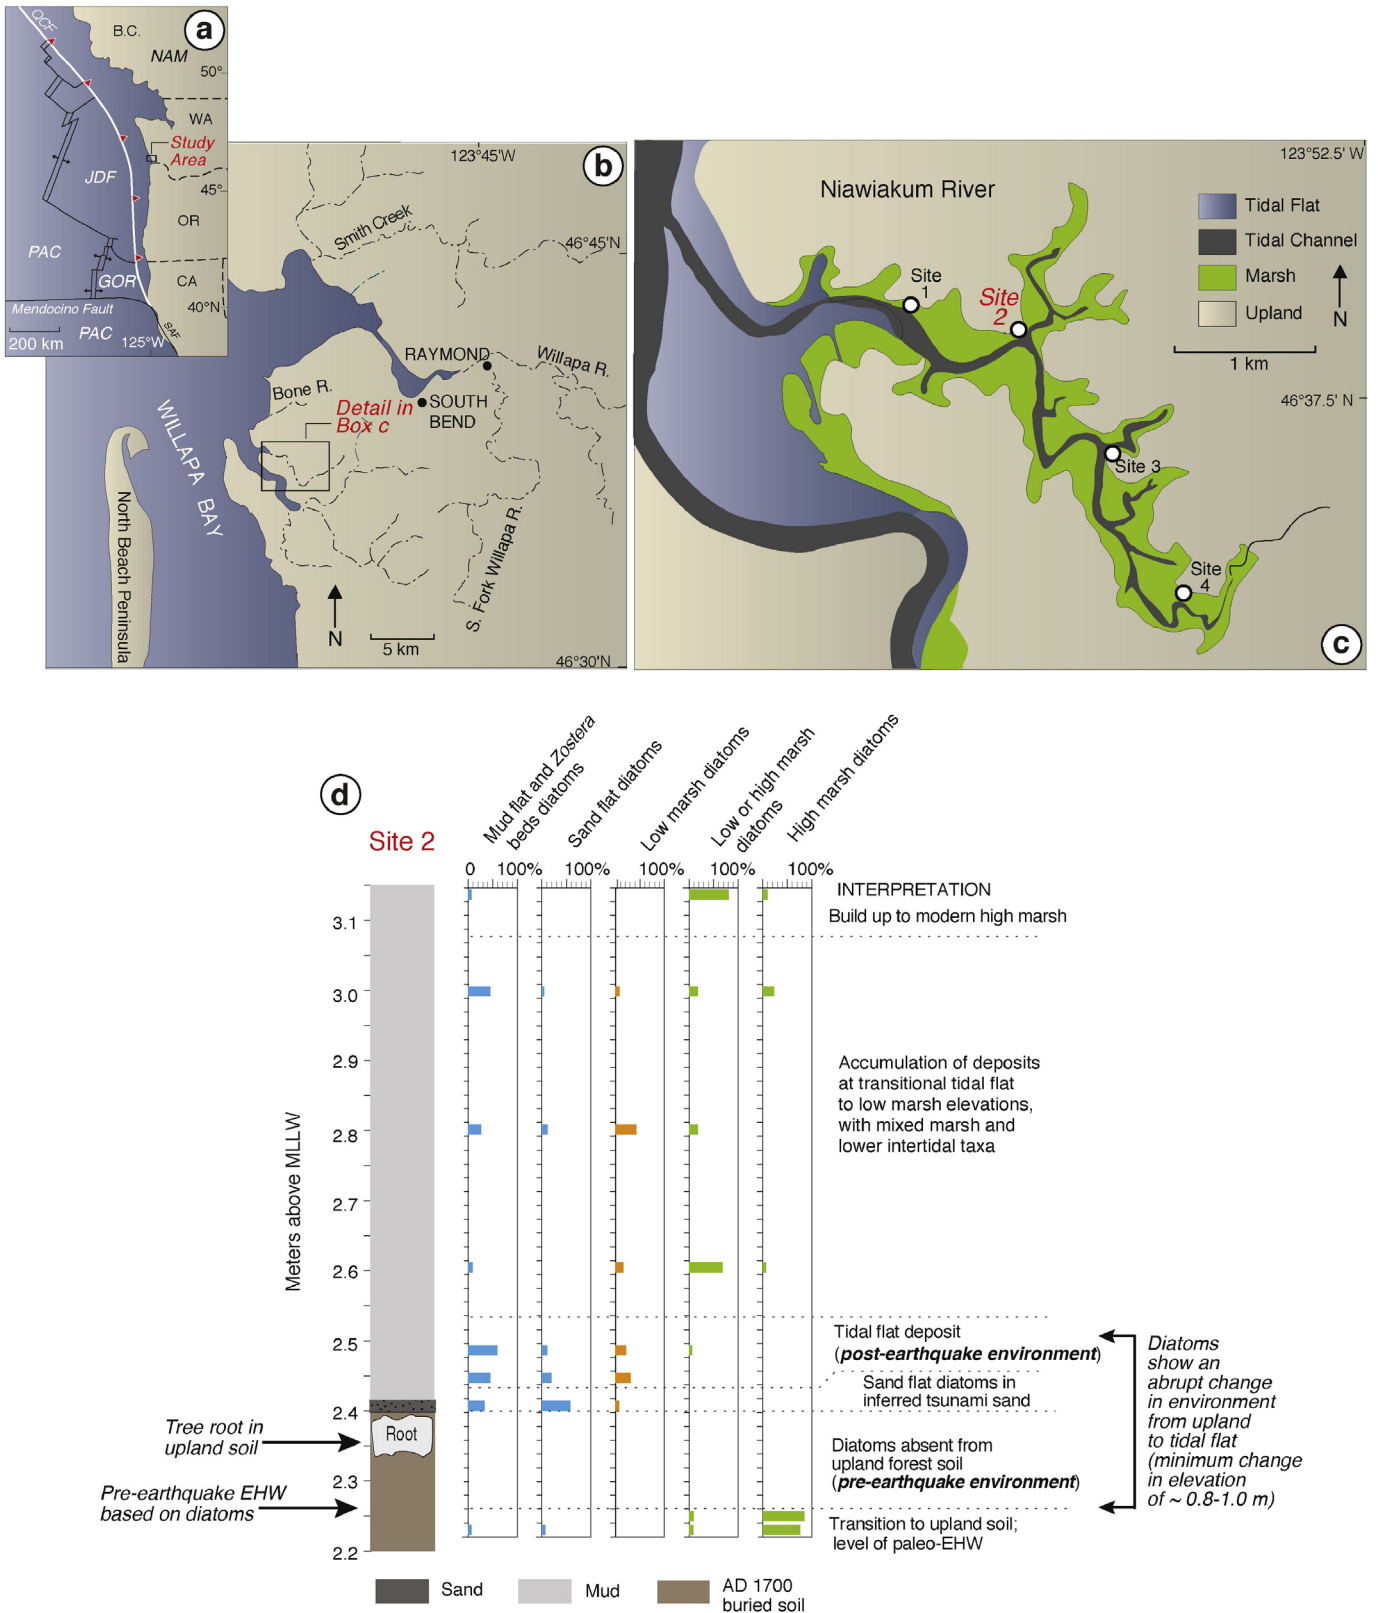 a
QCF
B.C.
NAM
50°
WA
Study
Area
JDF
45°
OR
PAC
GOR
CA
40°N
Mendocino Fault
PAC
SAF
200 km
125°W
b
123°45'W
Smith Creek
46°45'N
RAYMOND
Willapa R.
Bone R.
Detail in
Box c
SOUTH
BEND
WILLAPA BAY
North Beach Peninsula
S. Fork Willapa R.
N
5 km
46°30'N
123°52.5' W
Niawiakum River
Tidal Flat
Tidal Channel
Marsh
Upland
N
1 km
46°37.5' N
Site
1
Site
2
Site 3
Site
4
c
d
Site 2
Mud flat and Zostera
beds diatoms
Sand flat diatoms
Low marsh diatoms
Low or high marsh
diatoms
High marsh diatoms
0 100% 100% 100% 100% 100%
Meters above MLLW
3.1
3.0
2.9
2.8
2.7
2.6
2.5
2.4
2.3
2.2
Root
Tree root in
upland soil
Pre-earthquake EHW
based on diatoms
INTERPRETATION
Build up to modern high marsh
Accumulation of deposits
at transitional tidal flat
to low marsh elevations,
with mixed marsh and
lower intertidal taxa
Tidal flat deposit
(post-earthquake environment)
Sand flat diatoms in
inferred tsunami sand
Diatoms absent from
upland forest soil
(pre-earthquake environment)
Transition to upland soil;
level of paleo-EHW
Diatoms
show an
abrupt change
in environment
from upland
to tidal flat
(minimum change
in elevation
of ~ 0.8-1.0 m)
Sand
Mud
AD 1700
buried soil